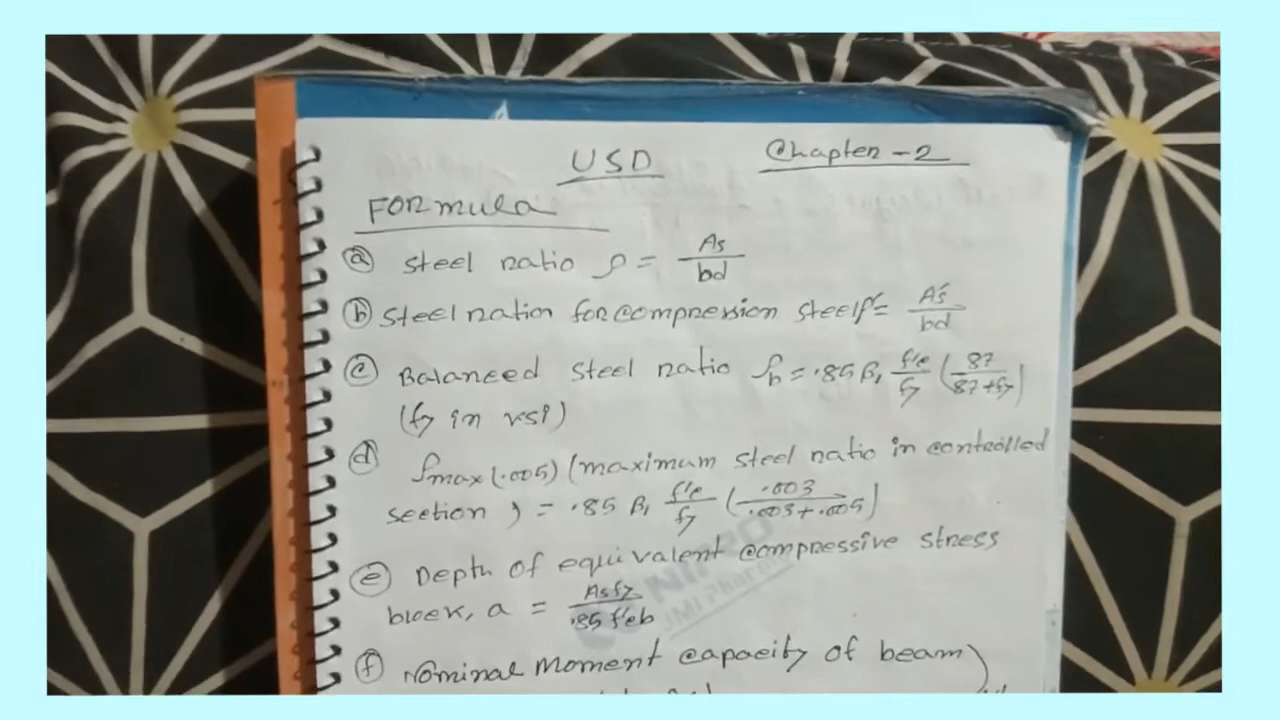 USD Chapter-2
Formula
(a) Steel ratio ρ = As/bd
(b) Steel ration for compression steel ρ′ = As′/bd
(c) Balanced steel ratio ρb = .85 β1 f'c/fy (87/87+fy)
(fy in ksi)
(d) ρmax (.005) (maximum steel ratio in controlled
section) = .85 β1 f'c/fy (.003/.003+.005)
(e) Depth of equivalent compressive stress
block, a = Asfy/.85 f'cb
(f) Nominal moment capacity of beam)